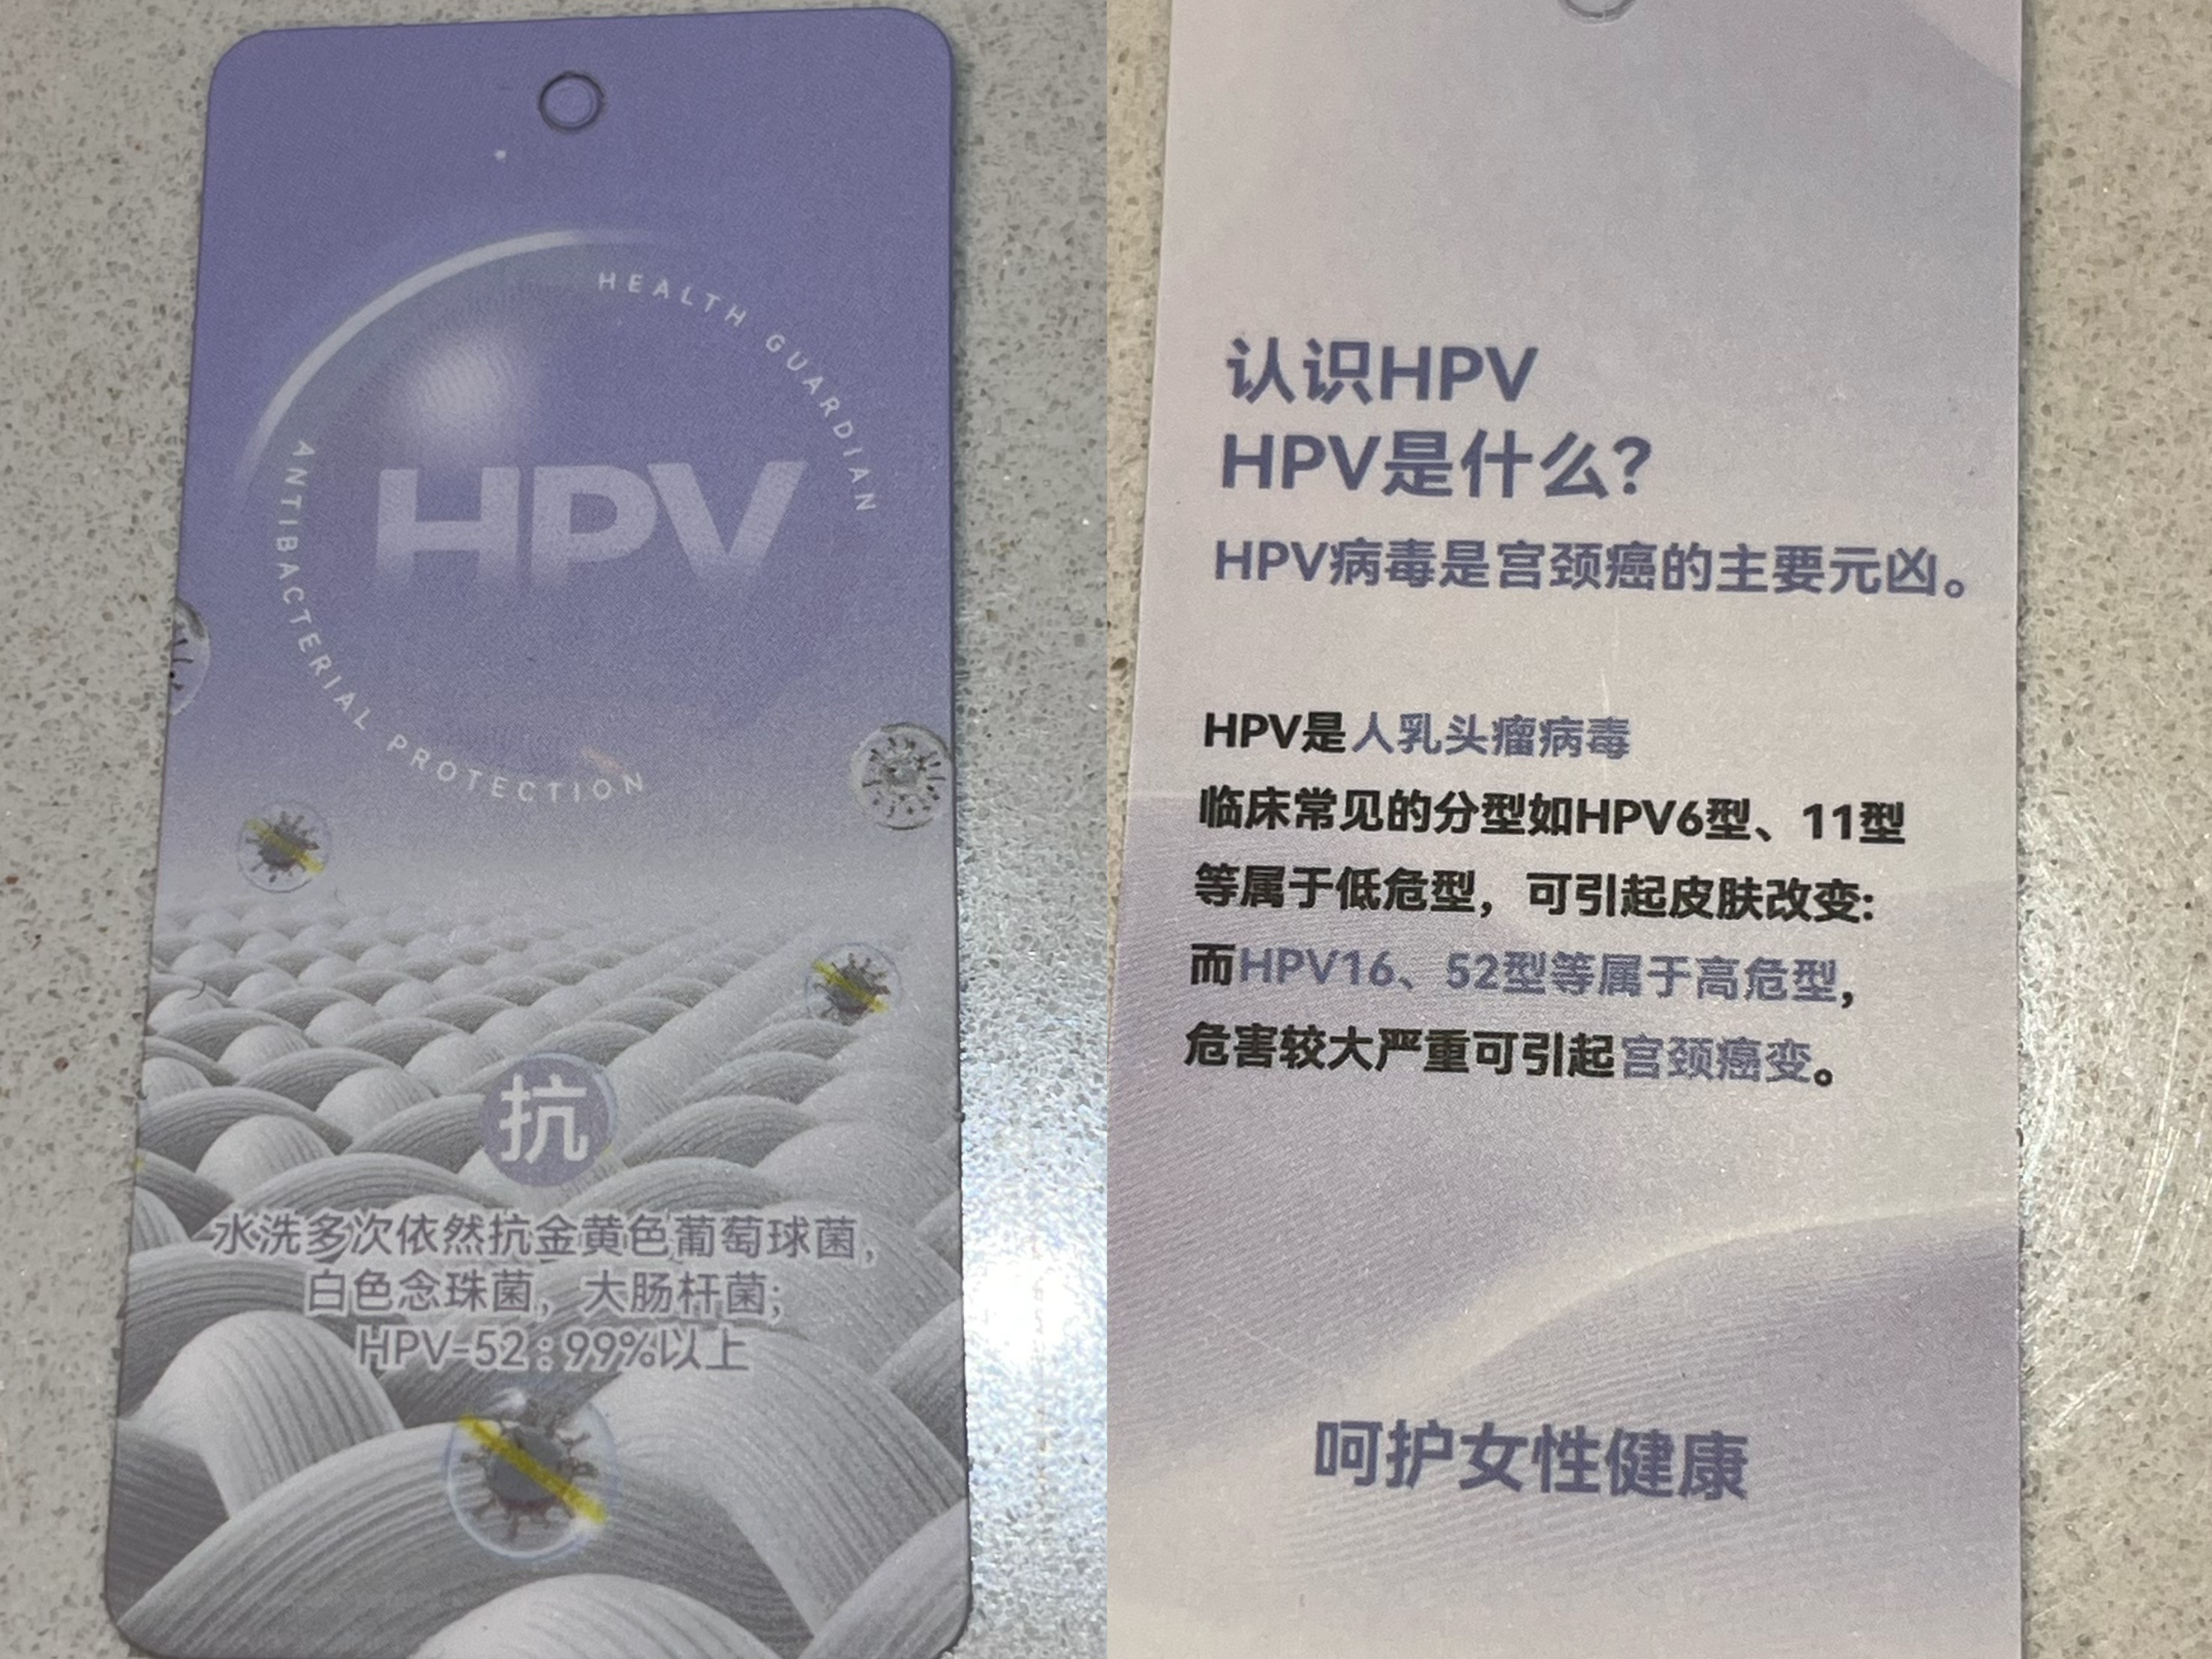 HEALTH GUARDIAN
HPV
ANTIBACTERIAL PROTECTION
抗
水洗多次依然抗金黄色葡萄球菌,
白色念珠菌，大肠杆菌;
HPV-52:99%以上
认识HPV
HPV是什么?
HPV病毒是宫颈癌的主要元凶。
HPV是人乳头瘤病毒
临床常见的分型如HPV6型、11型
等属于低危型，可引起皮肤改变:
而HPV16、52型等属于高危型，
危害较大严重可引起宫颈癌变。
呵护女性健康